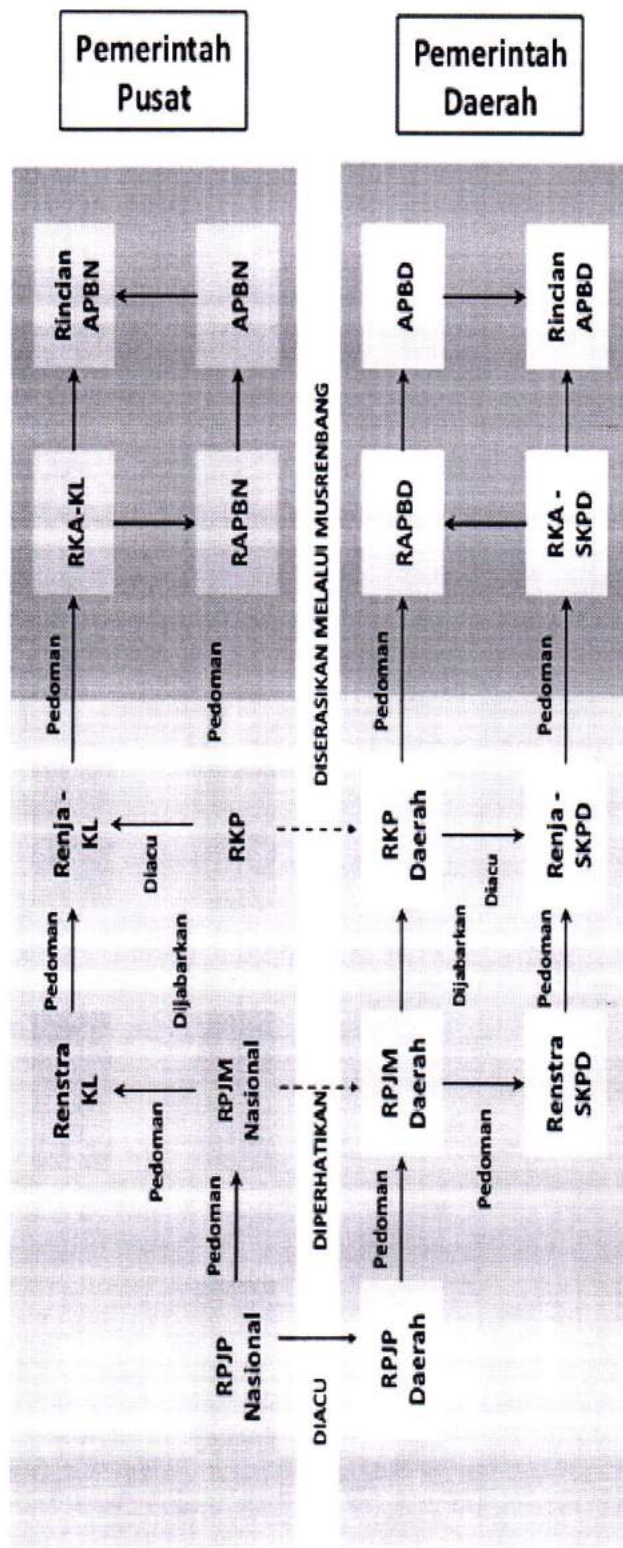 Pemerintah
Pusat
Renstra
KL
Pedoman
Renja -
KL
Pedoman
RKA-KL
Rincian
APBN
Pedoman
Dijabarkan
Diacu
RPJP
Nasional
Pedoman
RPJM
Nasional
RKP
Pedoman
RAPBN
APBN
DIACU
DIPERHATIKAN
DISERASIKAN MELALUI MUSRENBANG
Pemerintah
Daerah
RPJP
Daerah
Pedoman
RPJM
Daerah
RKP
Daerah
Pedoman
RAPBD
APBD
Pedoman
Dijabarkan
Diacu
Renstra
SKPD
Pedoman
Renja -
SKPD
Pedoman
RKA -
SKPD
Rincian
APBD